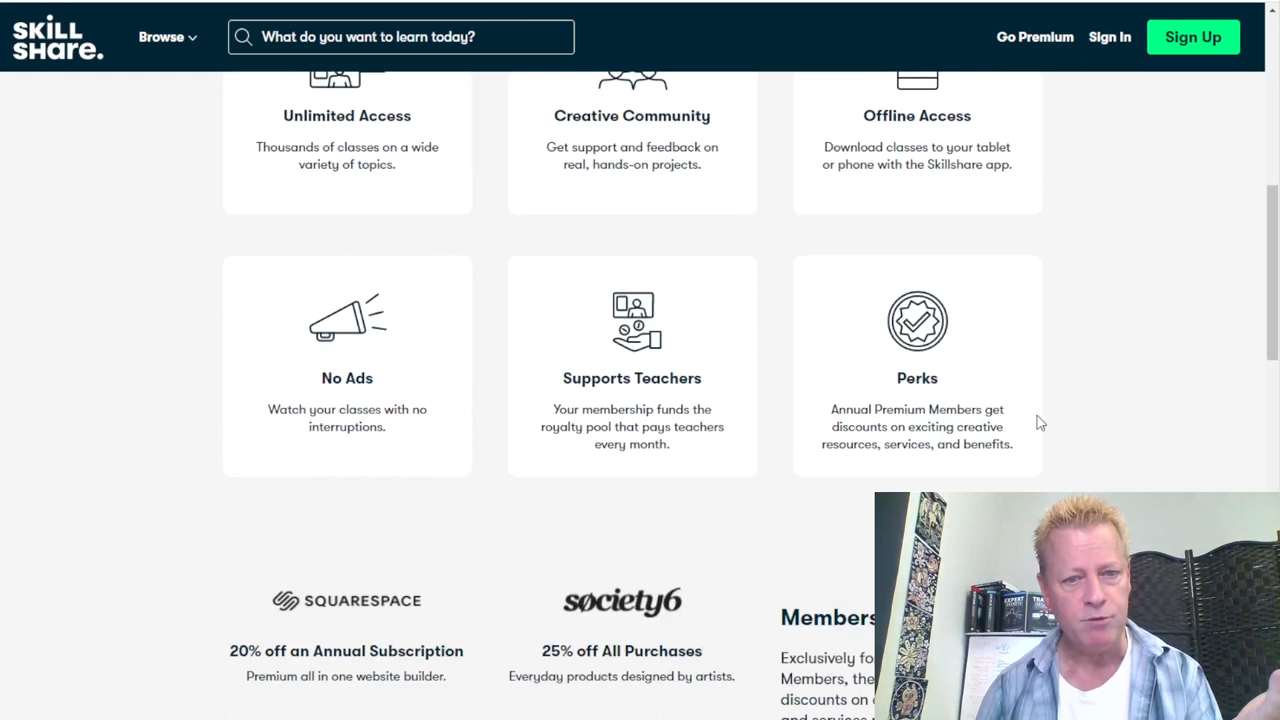 SKILL
SHare.
Browse
What do you want to learn today?
Go Premium
Sign In
Sign Up
Unlimited Access
Thousands of classes on a wide
variety of topics.
Creative Community
Get support and feedback on
real, hands-on projects.
Offline Access
Download classes to your tablet
or phone with the Skillshare app.
No Ads
Watch your classes with no
interruptions.
Supports Teachers
Your membership funds the
royalty pool that pays teachers
every month.
Perks
Annual Premium Members get
discounts on exciting creative
resources, services, and benefits.
SQUARESPACE
20% off an Annual Subscription
Premium all in one website builder.
society6
25% off All Purchases
Everyday products designed by artists.
Members
Exclusively fo
Members, the
discounts on
and services
EXPERT